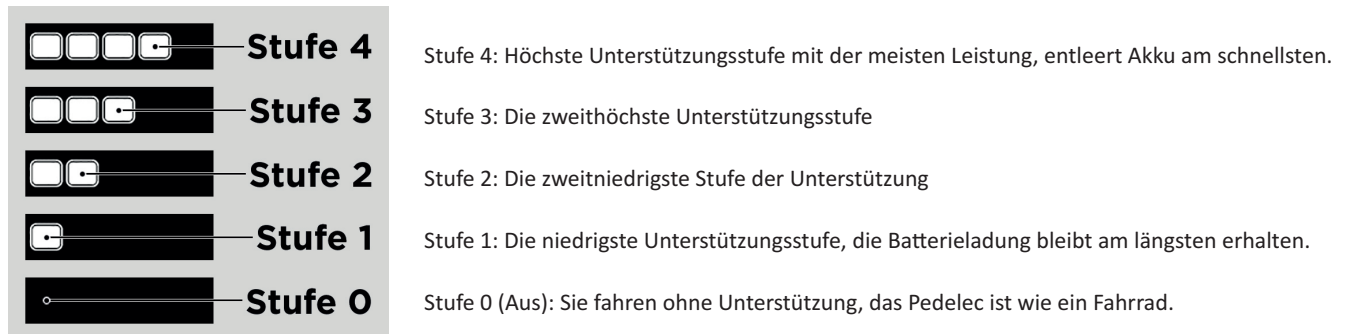 Stufe 4
Stufe 4: Höchste Unterstützungsstufe mit der meisten Leistung, entleert Akku am schnellsten.
Stufe 3
Stufe 3: Die zweithöchste Unterstützungsstufe
Stufe 2
Stufe 2: Die zweitniedrigste Stufe der Unterstützung
Stufe 1
Stufe 1: Die niedrigste Unterstützungsstufe, die Batterieladung bleibt am längsten erhalten.
Stufe 0
Stufe 0 (Aus): Sie fahren ohne Unterstützung, das Pedelec ist wie ein Fahrrad.